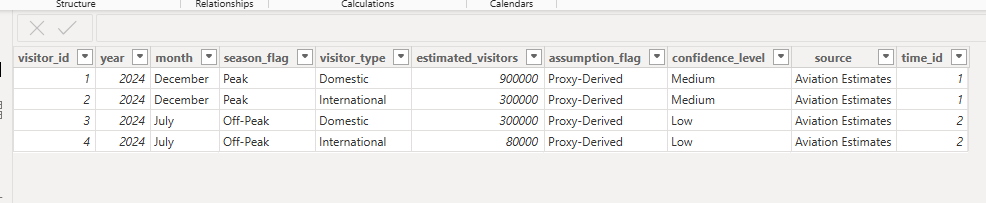 Structure Relationships Calculations Calendars
visitor_id year month season_flag visitor_type estimated_visitors assumption_flag confidence_level source time_id
1 2024 December Peak Domestic 900000 Proxy-Derived Medium Aviation Estimates 1
2 2024 December Peak International 300000 Proxy-Derived Medium Aviation Estimates 1
3 2024 July Off-Peak Domestic 300000 Proxy-Derived Low Aviation Estimates 2
4 2024 July Off-Peak International 80000 Proxy-Derived Low Aviation Estimates 2